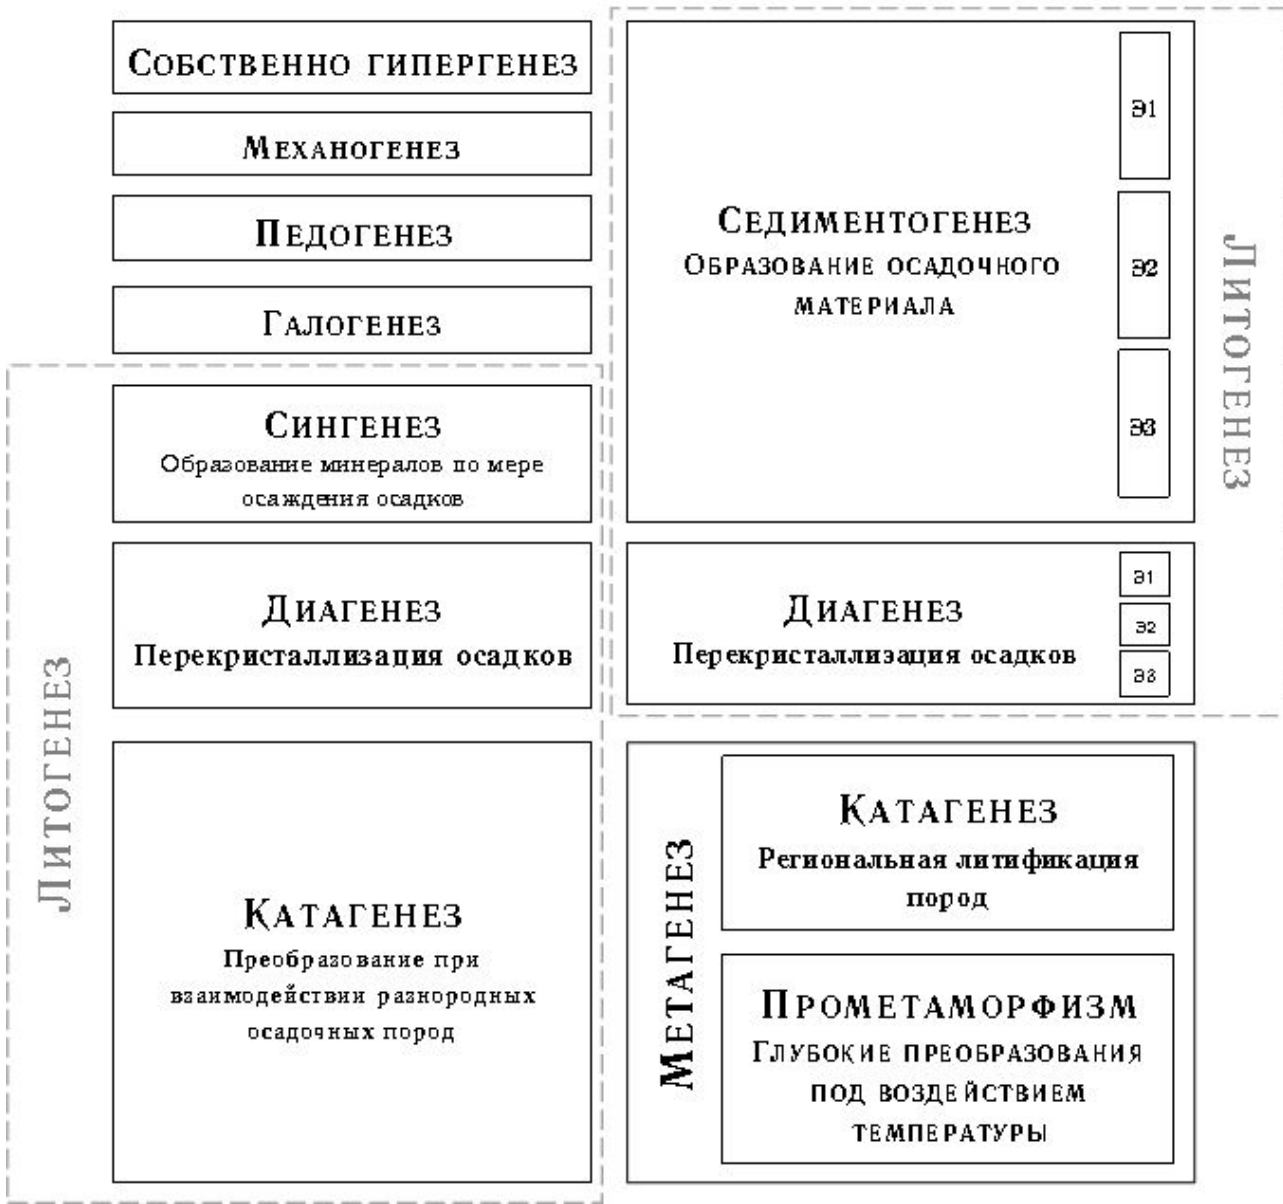 Собственно гипергенез
Механогенез
Педогенез
Галогенез
Сингенез
Образование минералов по мере
осаждения осадков
Диагенез
Перекристаллизация осадков
Катагенез
Преобразование при
взаимодействии разнородных
осадочных пород
Литогенез
Седиментогенез
Образование осадочного
материала
Э1
Э2
Э3
Диагенез
Перекристаллизация осадков
Э1
Э2
Э3
Литогенез
Метагенез
Катагенез
Региональная литификация
пород
Прометаморфизм
Глубокие преобразования
под воздействием
температуры